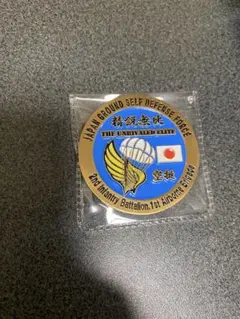 JAPAN GROUND SELF DEFENSE FORCE
精鋭無比
THE UNRIVALED ELITE
空挺
2nd Infantry Battalion, 1st Airborne Brigade